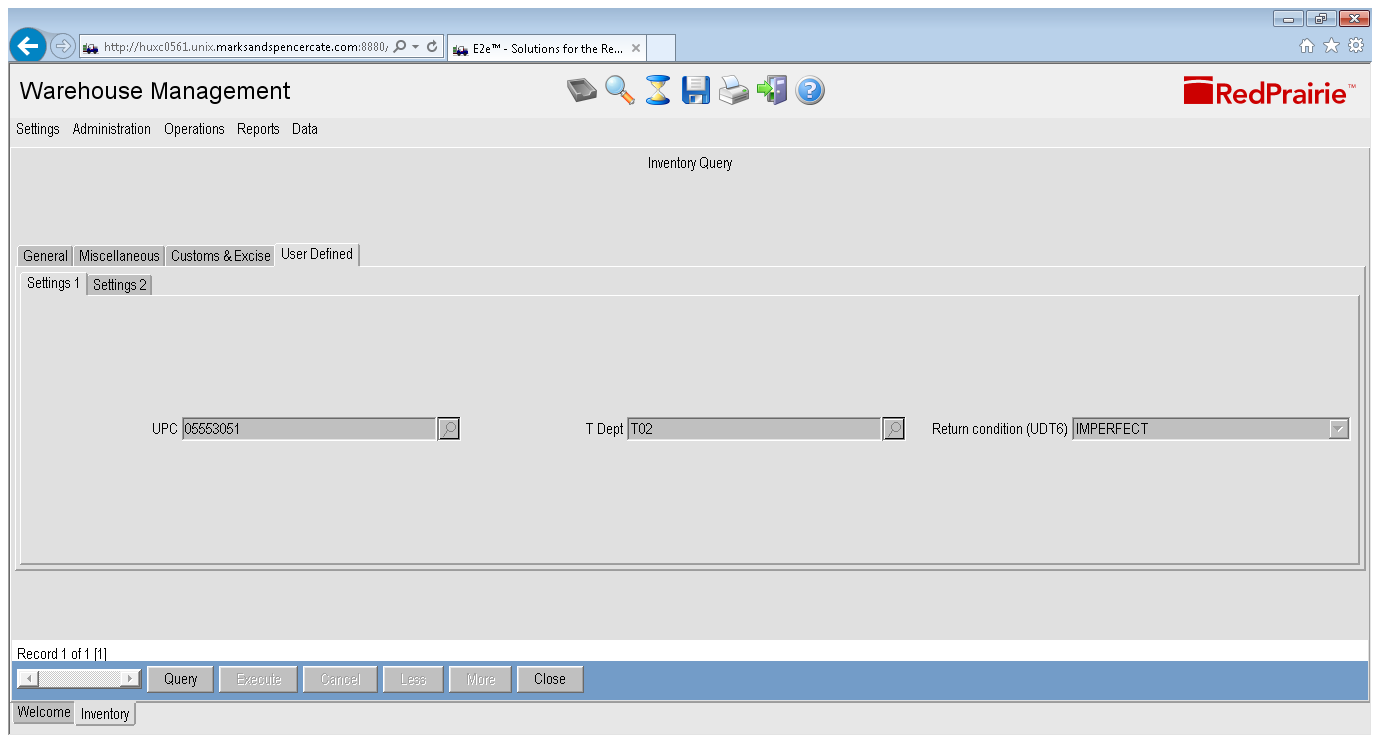 http://huxc0561.unix.marksandspencercate.com:8880/
E2e™ - Solutions for the Re...
Warehouse Management
RedPrairie™
Settings Administration Operations Reports Data
Inventory Query
General Miscellaneous Customs & Excise User Defined
Settings 1 Settings 2
UPC 05553051 T Dept T02 Return condition (UDT6) IMPERFECT
Record 1 of 1 [1]
Query Execute Cancel Less More Close
Welcome Inventory